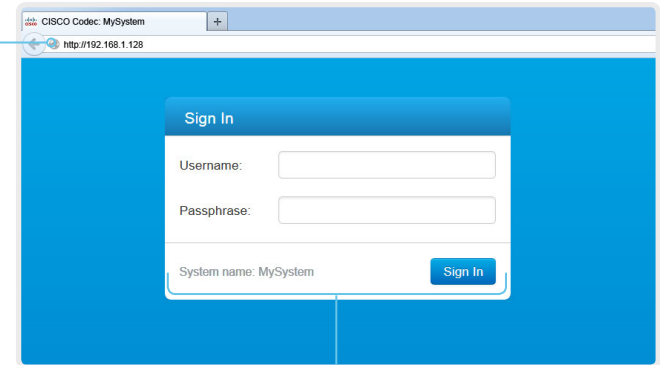 CISCO Codec: MySystem
+
http://192.168.1.128
Sign In
Username:
Passphrase:
System name: MySystem
Sign In